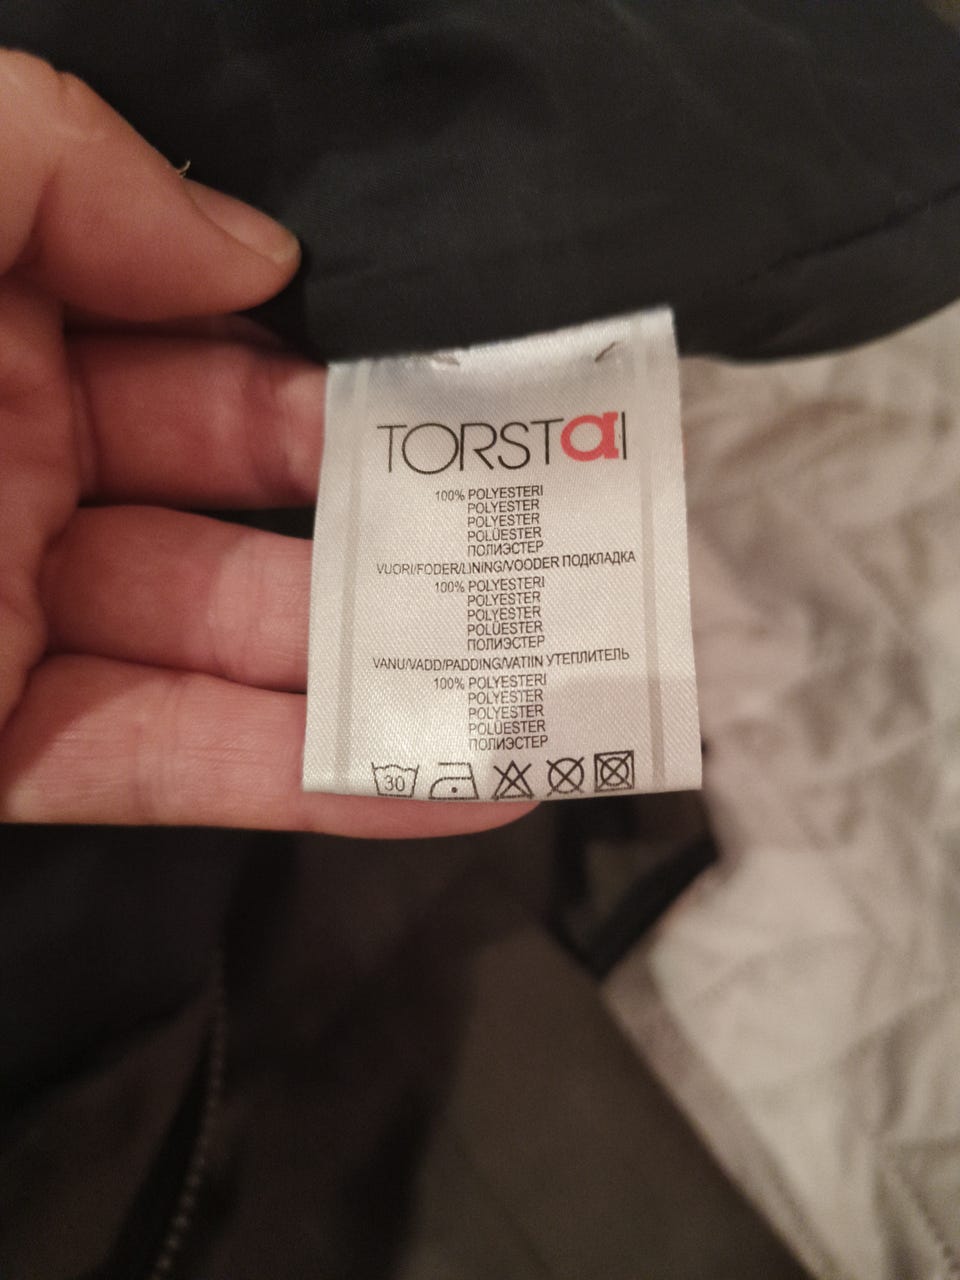 TORSTAI
100% POLYESTERI
POLYESTER
POLYESTER
POLÜESTER
ПОЛИЭСТЕР
VUORI/FODER/LINING/VOODER ПОДКЛАДКА
100% POLYESTERI
POLYESTER
POLYESTER
POLÜESTER
ПОЛИЭСТЕР
VANU/VADD/PADDING/VATIIN УТЕПЛИТЕЛЬ
100% POLYESTERI
POLYESTER
POLYESTER
POLÜESTER
ПОЛИЭСТЕР
30